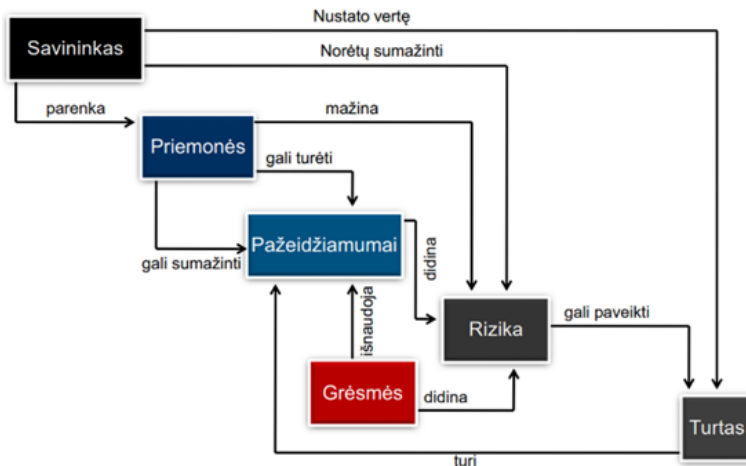 Nustato vertę
Savininkas
Norėtų sumažinti
parenka
mažina
Priemonės
gali turėti
Pažeidžiamumai
gali sumažinti
didina
išnaudoja
Rizika
gali paveikti
Grėsmės
didina
Turtas
turi